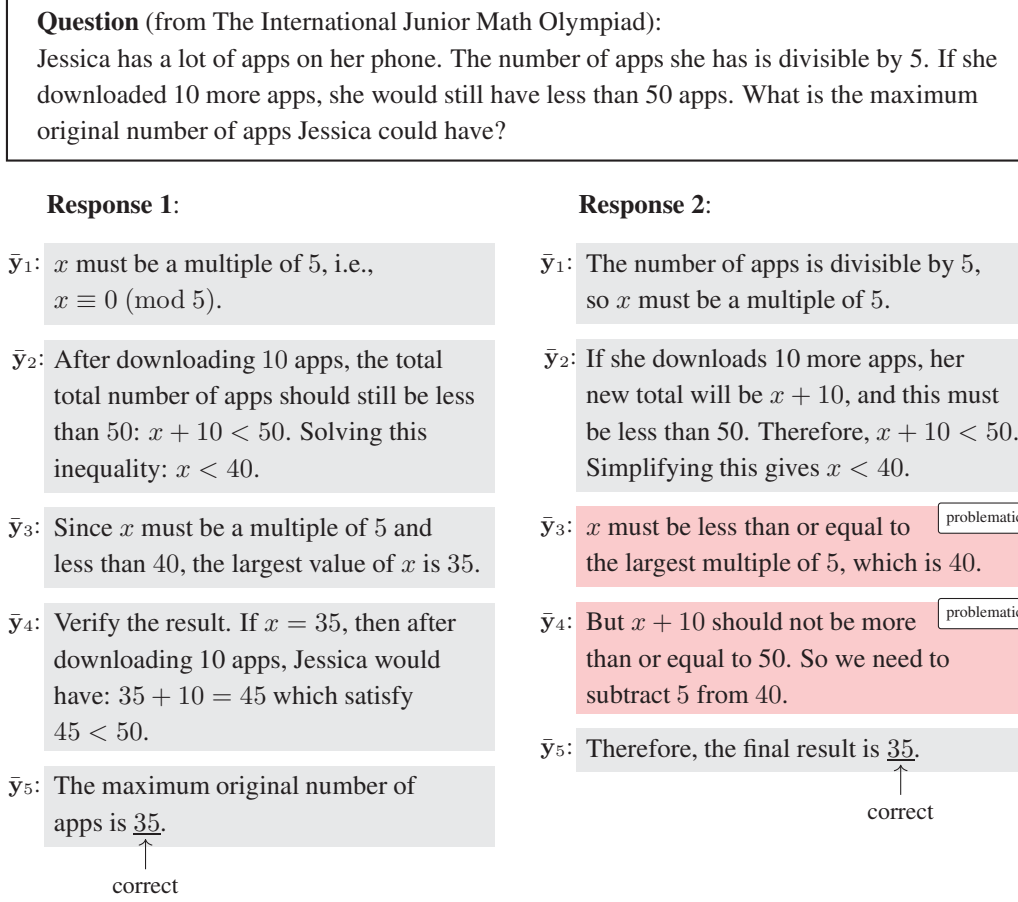 Question (from The International Junior Math Olympiad):
Jessica has a lot of apps on her phone. The number of apps she has is divisible by 5. If she
downloaded 10 more apps, she would still have less than 50 apps. What is the maximum
original number of apps Jessica could have?
Response 1:
ȳ₁: x must be a multiple of 5, i.e.,
x ≡ 0 (mod 5).
ȳ₂: After downloading 10 apps, the total
total number of apps should still be less
than 50: x + 10 < 50. Solving this
inequality: x < 40.
ȳ₃: Since x must be a multiple of 5 and
less than 40, the largest value of x is 35.
ȳ₄: Verify the result. If x = 35, then after
downloading 10 apps, Jessica would
have: 35 + 10 = 45 which satisfy
45 < 50.
ȳ₅: The maximum original number of
apps is 35.
correct
Response 2:
ȳ₁: The number of apps is divisible by 5,
so x must be a multiple of 5.
ȳ₂: If she downloads 10 more apps, her
new total will be x + 10, and this must
be less than 50. Therefore, x + 10 < 50.
Simplifying this gives x < 40.
problematic
ȳ₃: x must be less than or equal to
the largest multiple of 5, which is 40.
problematic
ȳ₄: But x + 10 should not be more
than or equal to 50. So we need to
subtract 5 from 40.
ȳ₅: Therefore, the final result is 35.
correct